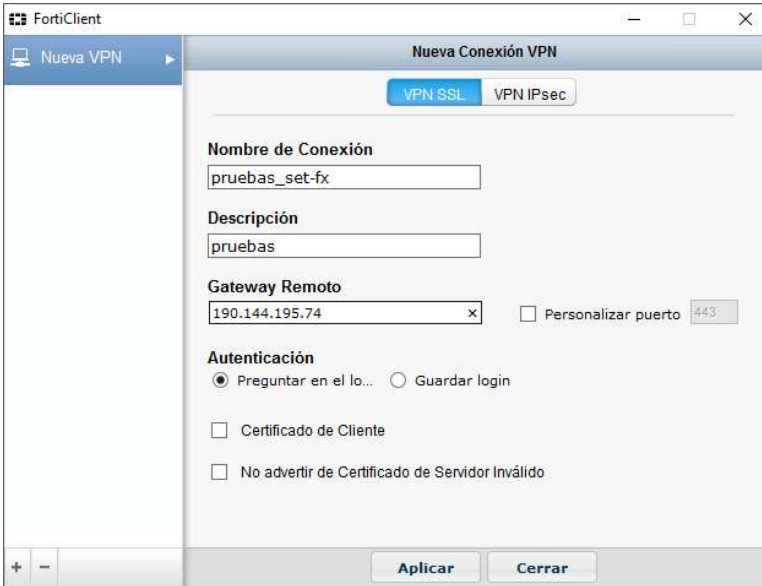 FortiClient
Nueva VPN
Nueva Conexión VPN
VPN SSL VPN IPsec
Nombre de Conexión
pruebas_set-fx
Descripción
pruebas
Gateway Remoto
190.144.195.74 Personalizar puerto 443
Autenticación
Preguntar en el lo... Guardar login
Certificado de Cliente
No advertir de Certificado de Servidor Inválido
Aplicar Cerrar